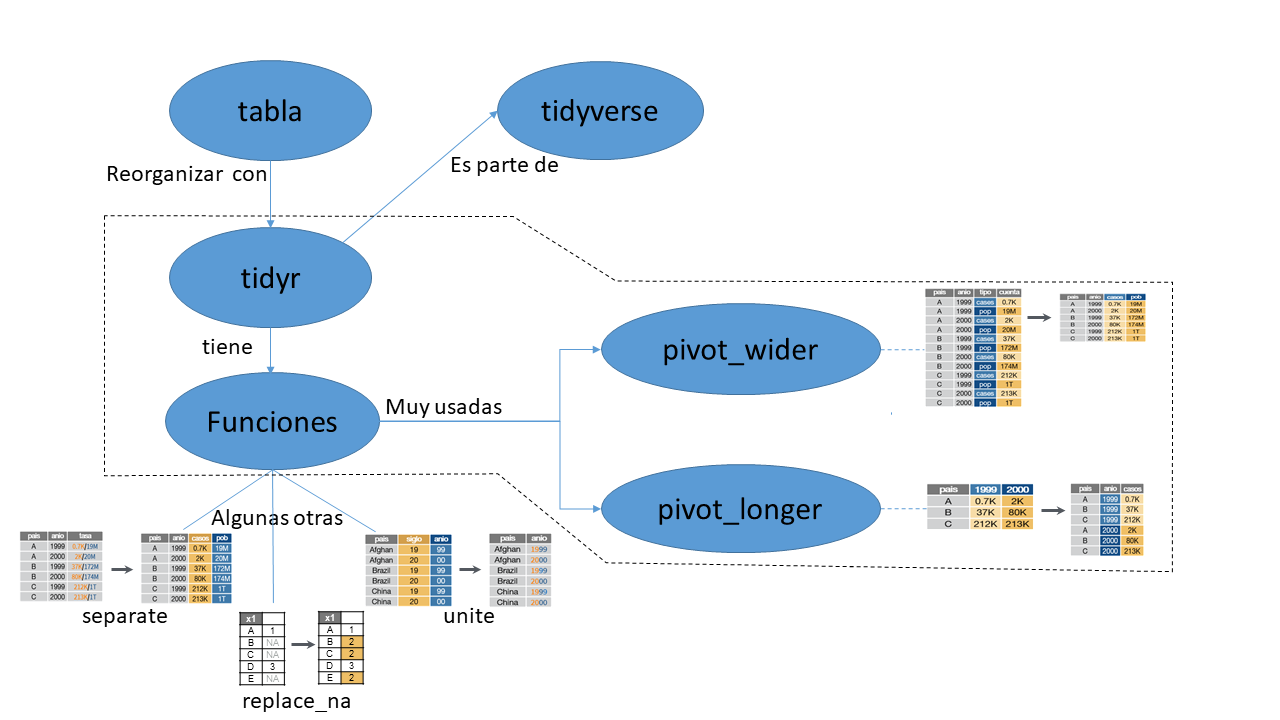 tabla
tidyverse
Reorganizar con
Es parte de
tidyr
tiene
Funciones
Muy usadas
pivot_wider
país anio tipo cuenta
A 1999 cases 0.7K
A 1999 pop 19M
A 2000 cases 2K
A 2000 pop 20M
B 1999 cases 37K
B 1999 pop 172M
B 2000 cases 80K
B 2000 pop 174M
C 1999 cases 212K
C 1999 pop 1T
C 2000 cases 213K
C 2000 pop 1T
país anio casos pob
A 1999 0.7K 19M
A 2000 2K 20M
B 1999 37K 172M
B 2000 80K 174M
C 1999 212K 1T
C 2000 213K 1T
pivot_longer
país 1999 2000
A 0.7K 2K
B 37K 80K
C 212K 213K
país anio casos
A 1999 0.7K
B 1999 37K
C 1999 212K
A 2000 2K
B 2000 80K
C 2000 213K
Algunas otras
país anio tasa
A 1999 0.7K/19M
A 2000 2K/20M
B 1999 37K/172M
B 2000 80K/174M
C 1999 212K/1T
C 2000 213K/1T
país anio casos pob
A 1999 0.7K 19M
A 2000 2K 20M
B 1999 37K 172M
B 2000 80K 174M
C 1999 212K 1T
C 2000 213K 1T
separate
país siglo anio
Afghan 19 99
Afghan 20 00
Brazil 19 99
Brazil 20 00
China 19 99
China 20 00
país anio
Afghan 1999
Afghan 2000
Brazil 1999
Brazil 2000
China 1999
China 2000
unite
x1
A 1
B NA
C NA
D 3
E NA
x1
A 1
B 2
C 2
D 3
E 2
replace_na